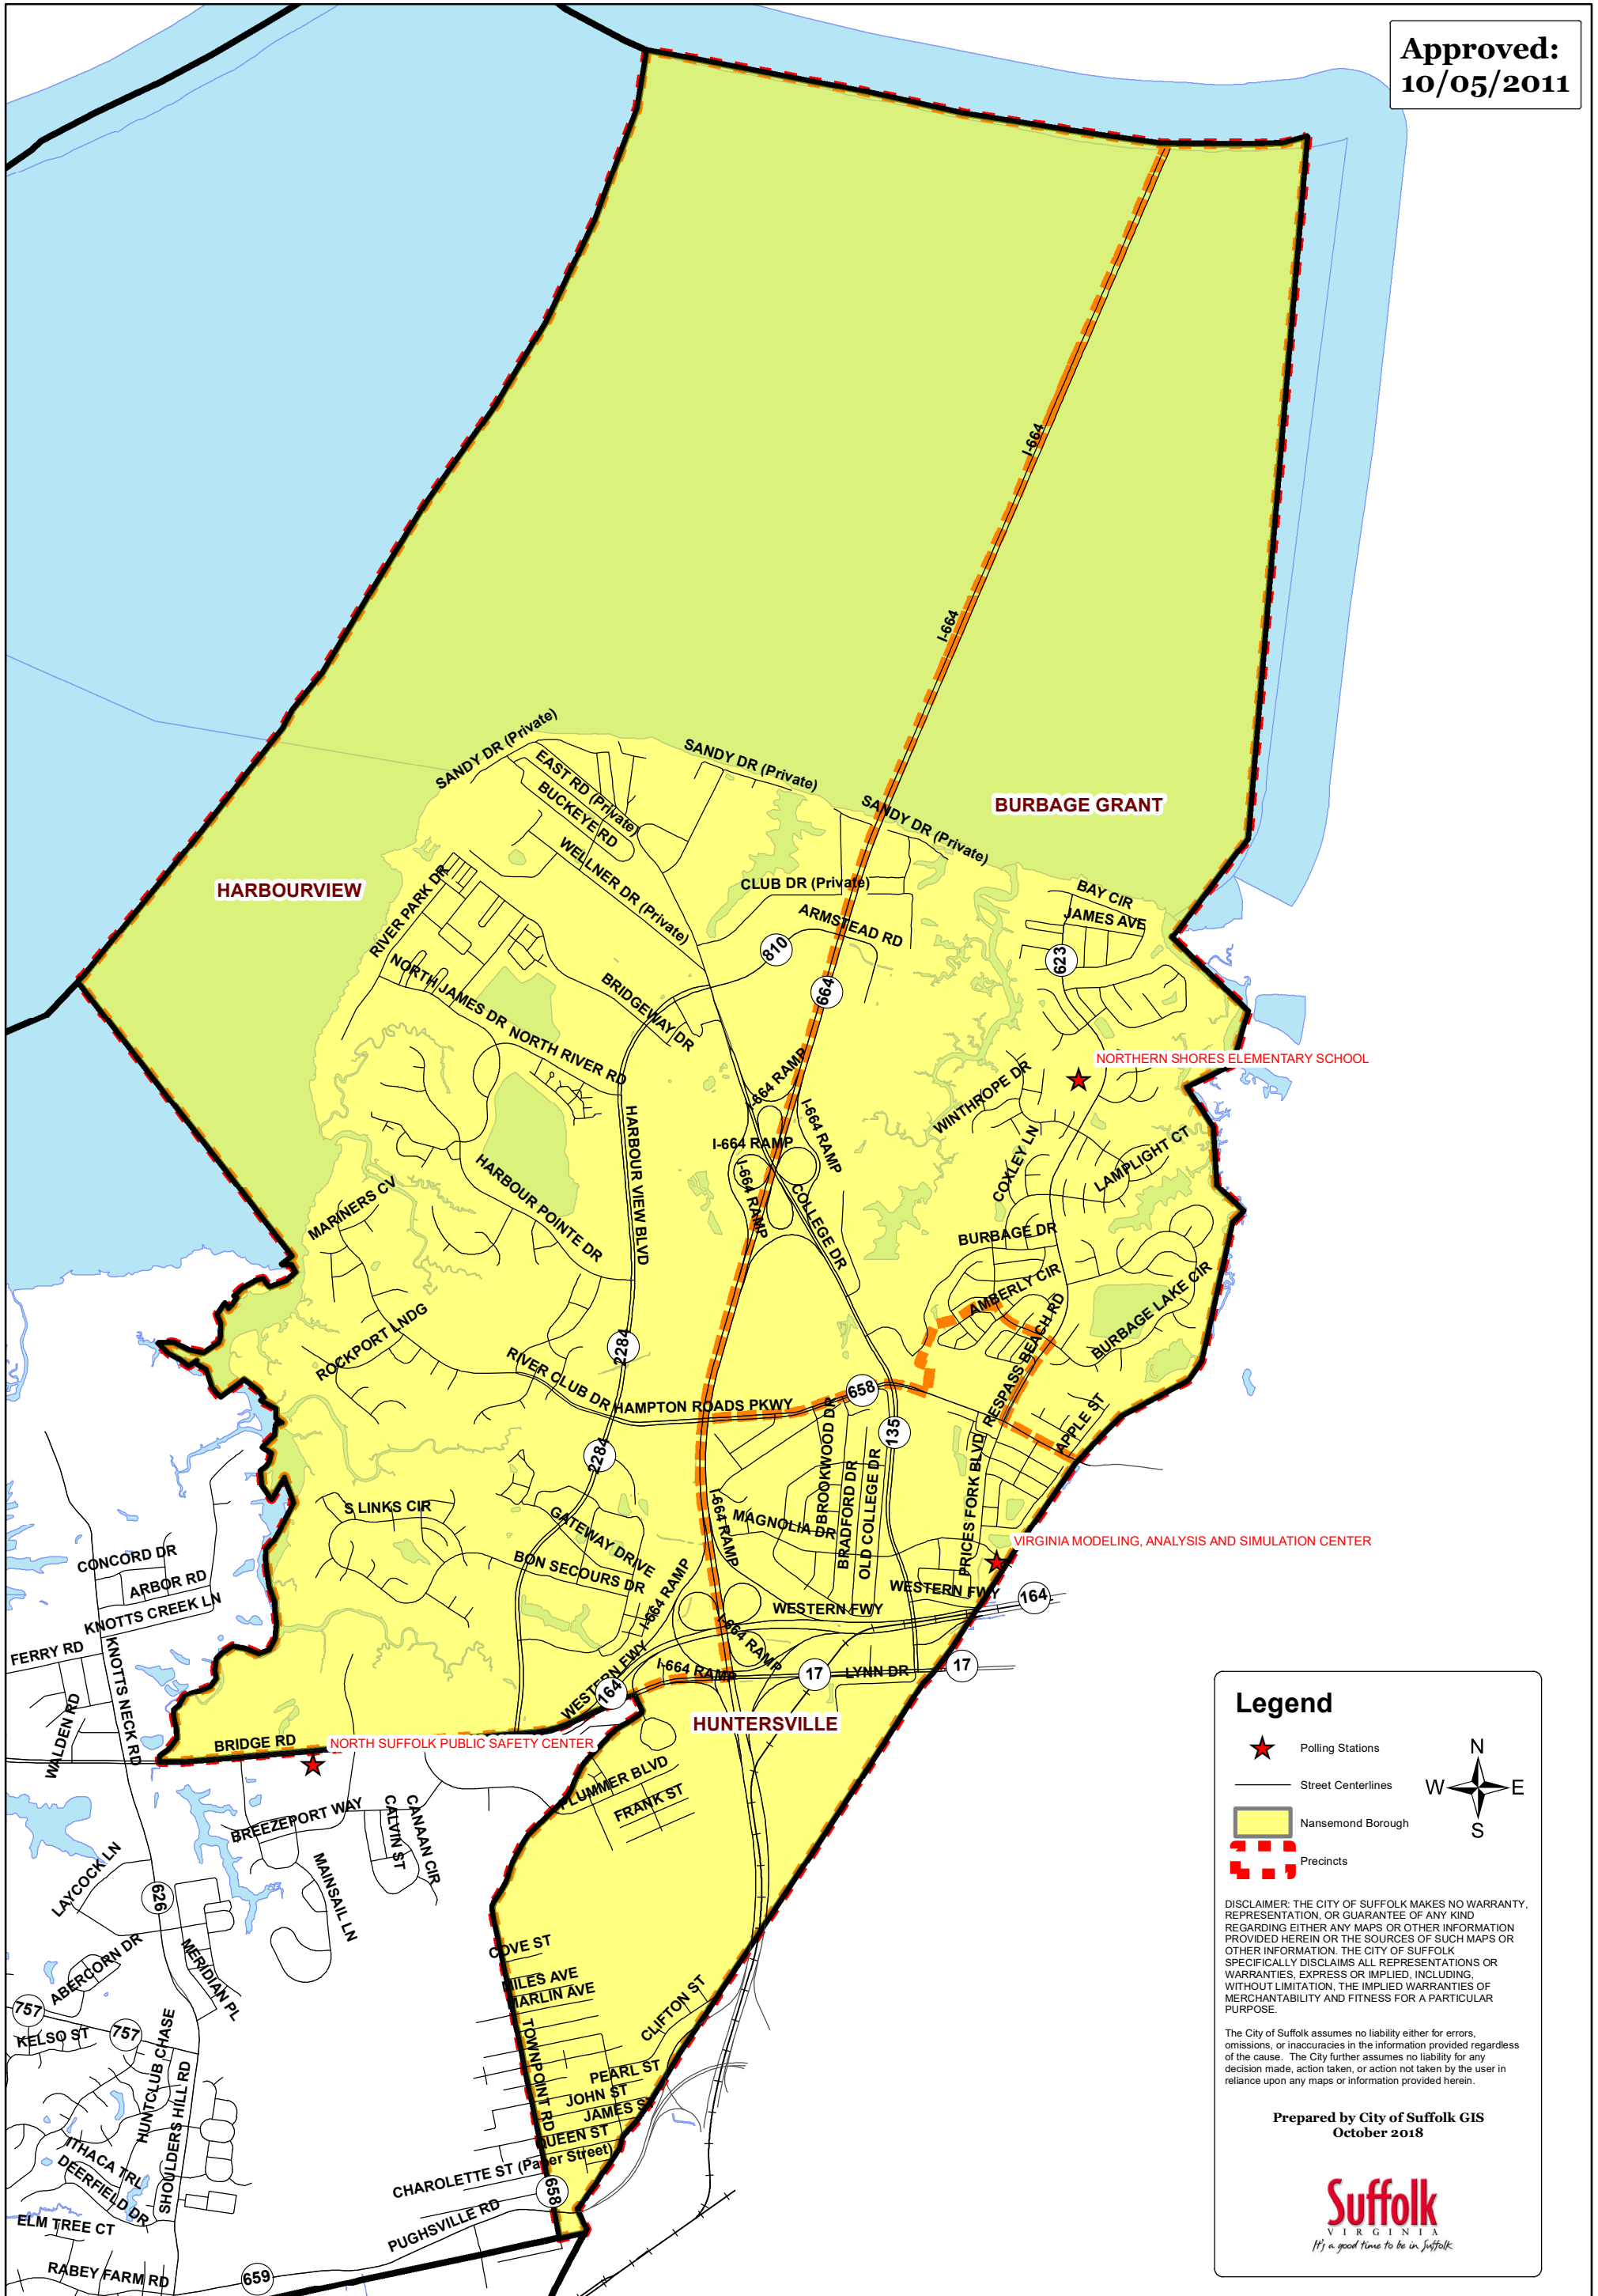 Approved:
10/05/2011
I-664
I-664
SANDY DR (Private)
SANDY DR (Private)
EAST RD (Private)
BUCKEYE RD
SANDY DR (Private)
BURBAGE GRANT
WELLNER DR (Private)
HARBOURVIEW
RIVER PARK DR
CLUB DR (Private)
BAY CIR
JAMES AVE
ARMSTEAD RD
810
623
664
NORTH JAMES DR
BRIDGEWAY DR
NORTH RIVER RD
NORTHERN SHORES ELEMENTARY SCHOOL
I-664 RAMP
WINTHROPE DR
I-664 RAMP
I-664 RAMP
I-664 RAMP
HARBOUR VIEW BLVD
COXLEY LN
LAMPLIGHT CT
MARINERS CV
HARBOUR POINTE DR
COLLEGE DR
BURBAGE DR
AMBERLY CIR
BURBAGE LAKE CIR
ROCKPORT LNDG
2284
RESPASS BEACH RD
RIVER CLUB DR
HAMPTON ROADS PKWY
658
135
APPLE ST
2284
BROOKWOOD DR
BRADFORD DR
OLD COLLEGE DR
PRICES FORK BLVD
S LINKS CIR
I-664 RAMP
MAGNOLIA DR
GATEWAY DRIVE
VIRGINIA MODELING, ANALYSIS AND SIMULATION CENTER
CONCORD DR
BON SECOURS DR
ARBOR RD
I-664 RAMP
WESTERN FWY
164
KNOTTS CREEK LN
WESTERN FWY
I-664 RAMP
FERRY RD
KNOTTS NECK RD
WESTERN FWY
164
I-664 RAMP
17
LYNN DR
17
WALDEN RD
HUNTERSVILLE
BRIDGE RD
NORTH SUFFOLK PUBLIC SAFETY CENTER
PLUMMER BLVD
FRANK ST
BREEZEPORT WAY
CALVIN ST
CANAAN CIR
LAYCOCK LN
MAINSAIL LN
626
ABERCORN DR
MERIDIAN PL
COVE ST
MILES AVE
MARLIN AVE
757
KELSO ST
757
CLIFTON ST
TOWNPOINT RD
HUNTCLUB CHASE
SHOULDERS HILL RD
PEARL ST
JOHN ST
JAMES ST
QUEEN ST
CHAROLETTE ST (Paper Street)
ITHACA TRL
DEERFIELD DR
658
PUGHSVILLE RD
ELM TREE CT
RABEY FARM RD
659
Legend
Polling Stations
Street Centerlines
Nansemond Borough
Precincts
N
W
E
S
DISCLAIMER: THE CITY OF SUFFOLK MAKES NO WARRANTY,
REPRESENTATION, OR GUARANTEE OF ANY KIND
REGARDING EITHER ANY MAPS OR OTHER INFORMATION
PROVIDED HEREIN OR THE SOURCES OF SUCH MAPS OR
OTHER INFORMATION. THE CITY OF SUFFOLK
SPECIFICALLY DISCLAIMS ALL REPRESENTATIONS OR
WARRANTIES, EXPRESS OR IMPLIED, INCLUDING,
WITHOUT LIMITATION, THE IMPLIED WARRANTIES OF
MERCHANTABILITY AND FITNESS FOR A PARTICULAR
PURPOSE.
The City of Suffolk assumes no liability either for errors,
omissions, or inaccuracies in the information provided regardless
of the cause. The City further assumes no liability for any
decision made, action taken, or action not taken by the user in
reliance upon any maps or information provided herein.
Prepared by City of Suffolk GIS
October 2018
Suffolk
VIRGINIA
It's a good time to be in Suffolk